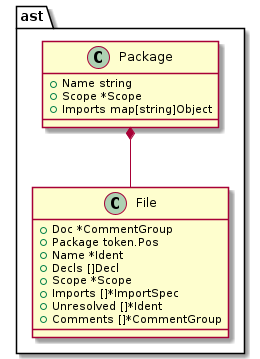 ast
C Package
Name string
Scope *Scope
Imports map[string]Object
C File
Doc *CommentGroup
Package token.Pos
Name *Ident
Decls []Decl
Scope *Scope
Imports []*ImportSpec
Unresolved []*Ident
Comments []*CommentGroup